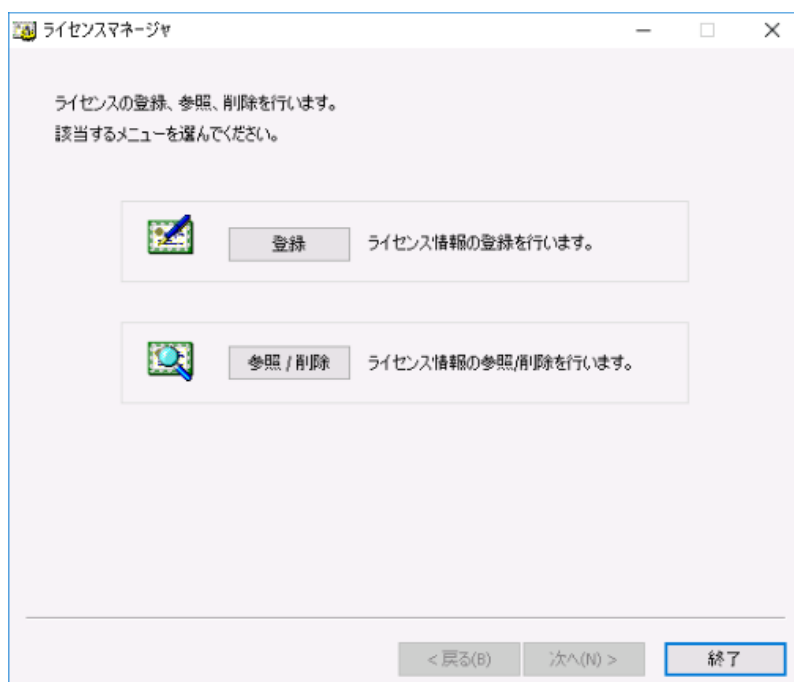 ライセンスマネージャ
ライセンスの登録、参照、削除を行います。
該当するメニューを選んでください。
登録 ライセンス情報の登録を行います。
参照 / 削除 ライセンス情報の参照/削除を行います。
< 戻る(B) 次へ(N) > 終了